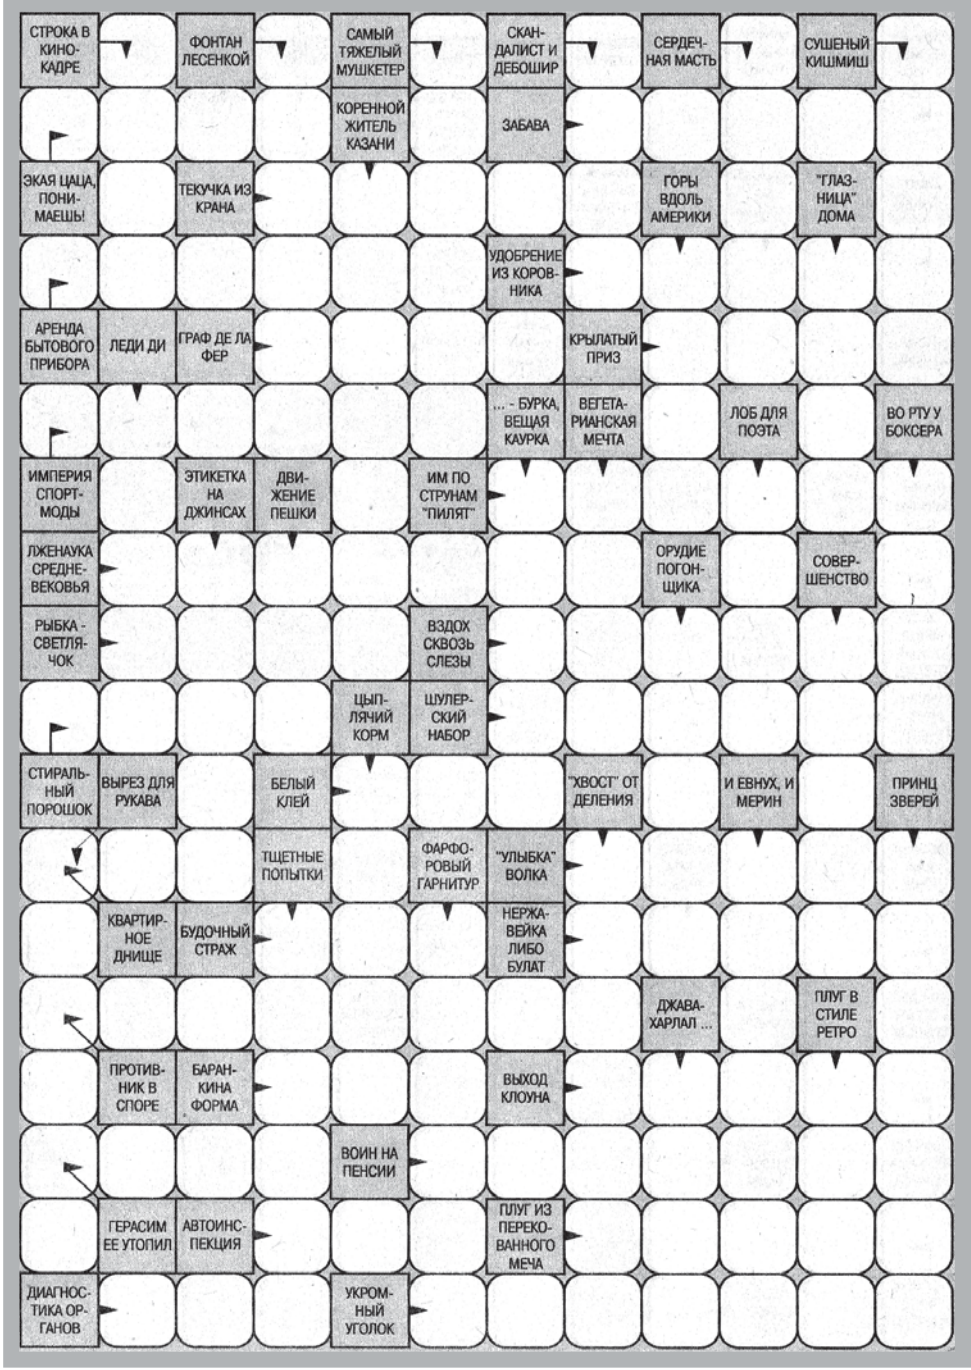 СТРОКА В
КИНО-
КАДРЕ
ФОНТАН
ЛЕСЕНКОЙ
САМЫЙ
ТЯЖЕЛЫЙ
МУШКЕТЕР
СКАН-
ДАЛИСТ И
ДЕБОШИР
СЕРДЕЧ-
НАЯ МАСТЬ
СУШЕНЫЙ
КИШМИШ
КОРЕННОЙ
ЖИТЕЛЬ
КАЗАНИ
ЗАБАВА
ЭКАЯ ЦАЦА,
ПОНИ-
МАЕШЬ!
ТЕКУЧКА ИЗ
КРАНА
ГОРЫ
ВДОЛЬ
АМЕРИКИ
"ГЛАЗ-
НИЦА"
ДОМА
УДОБРЕНИЕ
ИЗ КОРОВ-
НИКА
АРЕНДА
БЫТОВОГО
ПРИБОРА
ЛЕДИ ДИ
ГРАФ ДЕ ЛА
ФЕР
КРЫЛАТЫЙ
ПРИЗ
... - БУРКА,
ВЕЩАЯ
КАУРКА
ВЕГЕТА-
РИАНСКАЯ
МЕЧТА
ЛОБ ДЛЯ
ПОЭТА
ВО РТУ У
БОКСЕРА
ИМПЕРИЯ
СПОРТ-
МОДЫ
ЭТИКЕТКА
НА
ДЖИНСАХ
ДВИ-
ЖЕНИЕ
ПЕШКИ
ИМ ПО
СТРУНАМ
"ПИЛЯТ"
ЛЖЕНАУКА
СРЕДНЕ-
ВЕКОВЬЯ
ОРУДИЕ
ПОГОН-
ЩИКА
СОВЕР-
ШЕНСТВО
РЫБКА -
СВЕТЛЯ-
ЧОК
ВЗДОХ
СКВОЗЬ
СЛЕЗЫ
ЦЫП-
ЛЯЧИЙ
КОРМ
ШУЛЕР-
СКИЙ
НАБОР
СТИРАЛЬ-
НЫЙ
ПОРОШОК
ВЫРЕЗ ДЛЯ
РУКАВА
БЕЛЫЙ
КЛЕЙ
"ХВОСТ" ОТ
ДЕЛЕНИЯ
И ЕВНУХ, И
МЕРИН
ПРИНЦ
ЗВЕРЕЙ
ТЩЕТНЫЕ
ПОПЫТКИ
ФАРФО-
РОВЫЙ
ГАРНИТУР
"УЛЫБКА"
ВОЛКА
КВАРТИР-
НОЕ
ДНИЩЕ
БУДОЧНЫЙ
СТРАЖ
НЕРЖА-
ВЕЙКА
ЛИБО
БУЛАТ
ДЖАВА-
ХАРЛАЛ ...
ПЛУГ В
СТИЛЕ
РЕТРО
ПРОТИВ-
НИК В
СПОРЕ
БАРАН-
КИНА
ФОРМА
ВЫХОД
КЛОУНА
ВОИН НА
ПЕНСИИ
ГЕРАСИМ
ЕЕ УТОПИЛ
АВТОИНС-
ПЕКЦИЯ
ПЛУГ ИЗ
ПЕРЕКО-
ВАННОГО
МЕЧА
ДИАГНОС-
ТИКА ОР-
ГАНОВ
УКРОМ-
НЫЙ
УГОЛОК